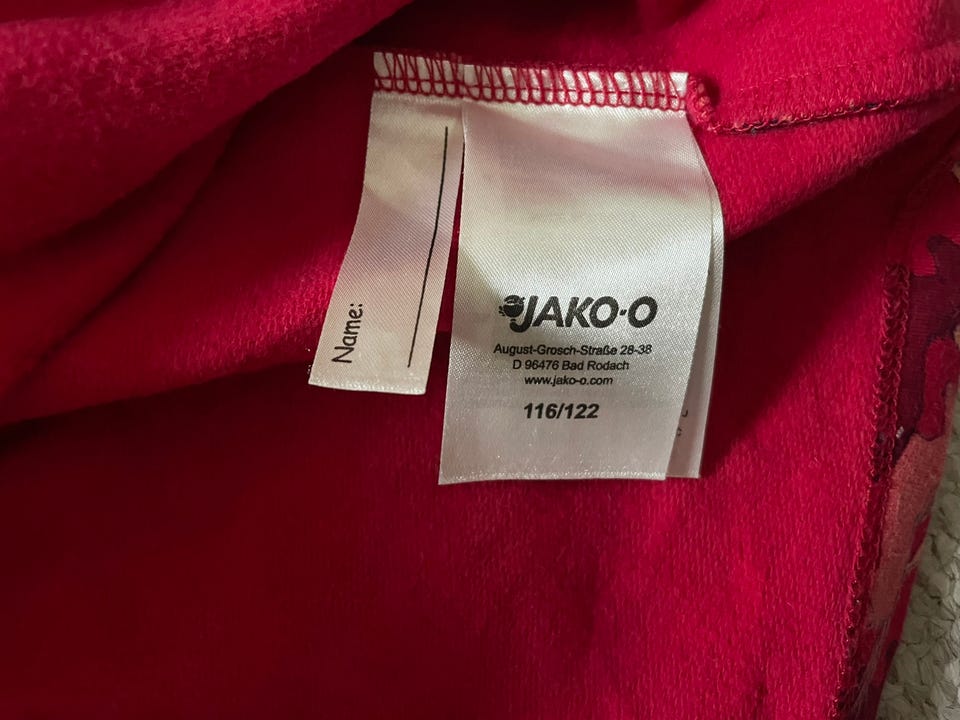 Name:
JAKO-O
August-Grosch-Straße 28-38
D 96476 Bad Rodach
www.jako-o.com
116/122